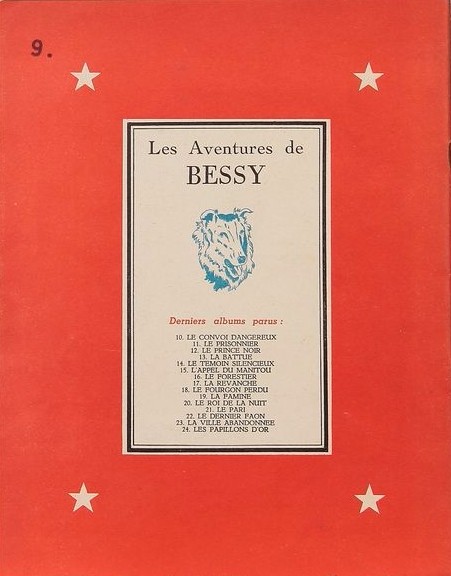 9.
Les Aventures de
BESSY
Derniers albums parus :
10. LE CONVOI DANGEREUX
11. LE PRISONNIER
12. LE PRINCE NOIR
13. LA BATTUE
14. LE TEMOIN SILENCIEUX
15. L'APPEL DU MANITOU
16. LE FORESTIER
17. LA REVANCHE
18. LE FOURGON PERDU
19. LA FAMINE
20. LE ROI DE LA NUIT
21. LE PARI
22. LE DERNIER PAON
23. LA VILLE ABANDONNEE
24. LES PAPILLONS D'OR